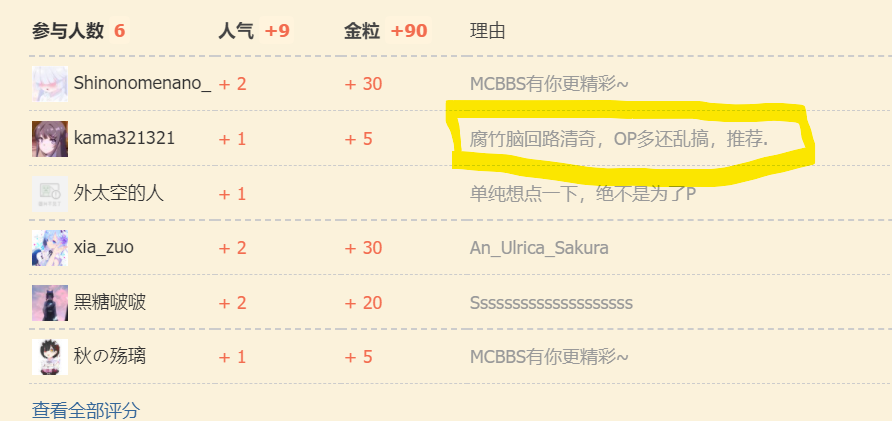 参与人数 6 人气 +9 金粒 +90 理由
Shinonomenano_ + 2 + 30 MCBBS有你更精彩~
kama321321 + 1 + 5 腐竹脑回路清奇，OP多还乱搞，推荐.
外太空的人 + 1 单纯想点一下，绝不是为了P
xia_zuo + 2 + 30 An_Ulrica_Sakura
黑糖啵啵 + 2 + 20 Ssssssssssssssssssss
秋の殇璃 + 1 + 5 MCBBS有你更精彩~
查看全部评分